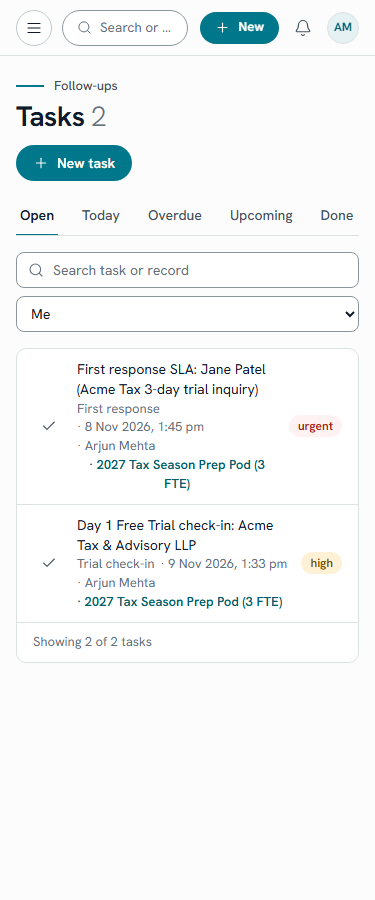 Search or ...
New
AM
Follow-ups
Tasks 2
New task
Open Today Overdue Upcoming Done
Search task or record
Me
First response SLA: Jane Patel
(Acme Tax 3-day trial inquiry)
First response
· 8 Nov 2026, 1:45 pm
· Arjun Mehta
· 2027 Tax Season Prep Pod (3
FTE)
urgent
Day 1 Free Trial check-in: Acme
Tax & Advisory LLP
Trial check-in · 9 Nov 2026, 1:33 pm
· Arjun Mehta
· 2027 Tax Season Prep Pod (3 FTE)
high
Showing 2 of 2 tasks